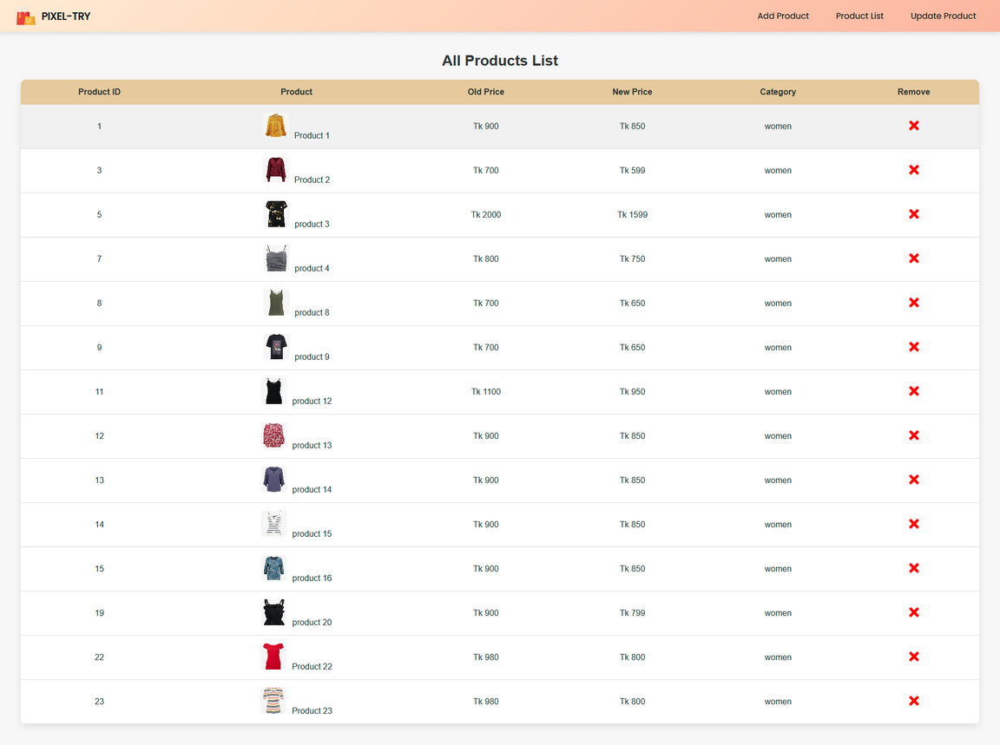 PIXEL-TRY Add Product Product List Update Product
All Products List
Product ID Product Old Price New Price Category Remove
1 Product 1 Tk 900 Tk 850 women
3 Product 2 Tk 700 Tk 599 women
5 product 3 Tk 2000 Tk 1599 women
7 product 4 Tk 800 Tk 750 women
8 product 8 Tk 700 Tk 650 women
9 product 9 Tk 700 Tk 650 women
11 product 12 Tk 1100 Tk 950 women
12 product 13 Tk 900 Tk 850 women
13 product 14 Tk 900 Tk 850 women
14 product 15 Tk 900 Tk 850 women
15 product 16 Tk 900 Tk 850 women
19 product 20 Tk 900 Tk 799 women
22 Product 22 Tk 980 Tk 800 women
23 Product 23 Tk 980 Tk 800 women